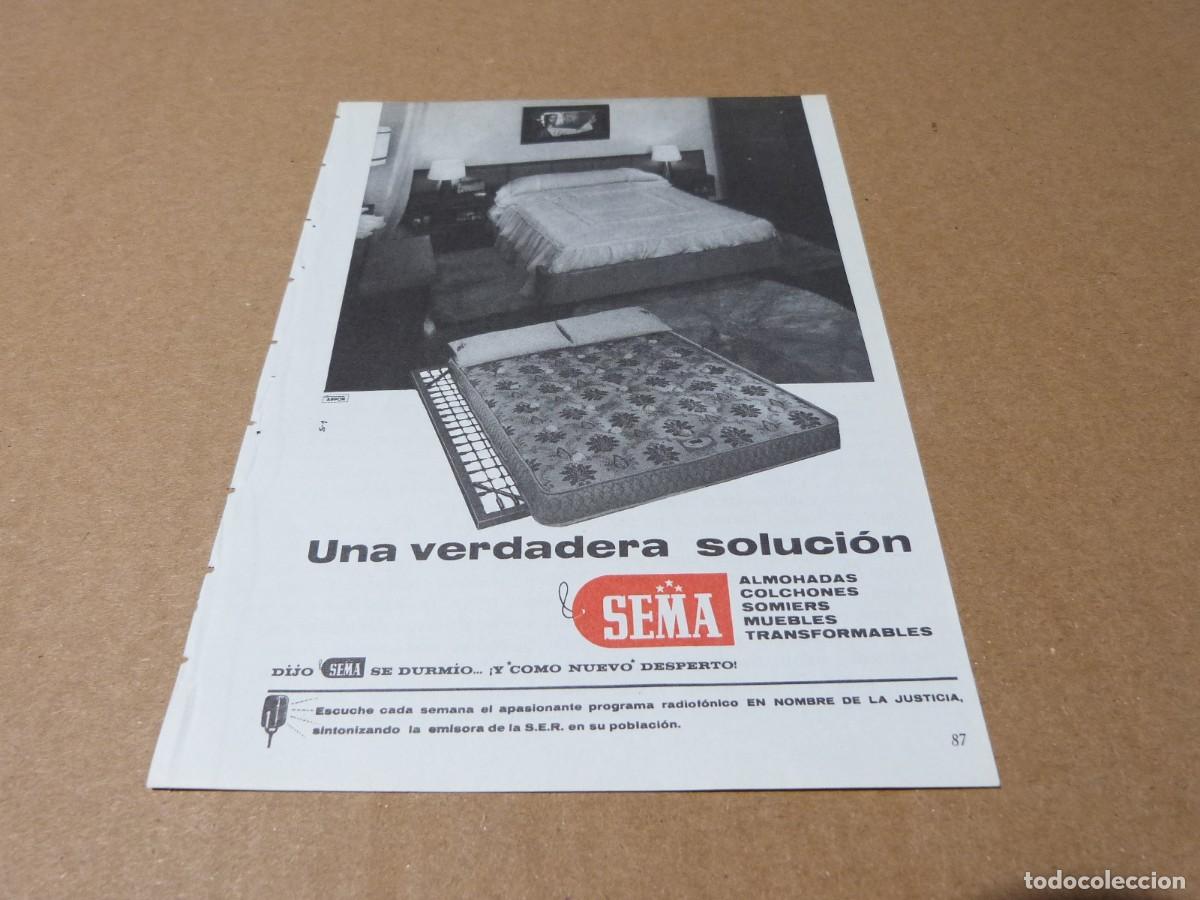 Una verdadera solución
SEMA
ALMOHADAS
COLCHONES
SOMIERS
MUEBLES
TRANSFORMABLES
DIJO SEMA SE DURMIO... ¡Y "COMO NUEVO" DESPERTO!
Escuche cada semana el apasionante programa radiofónico EN NOMBRE DE LA JUSTICIA,
sintonizando la emisora de la S.E.R. en su población.
87
todocoleccion